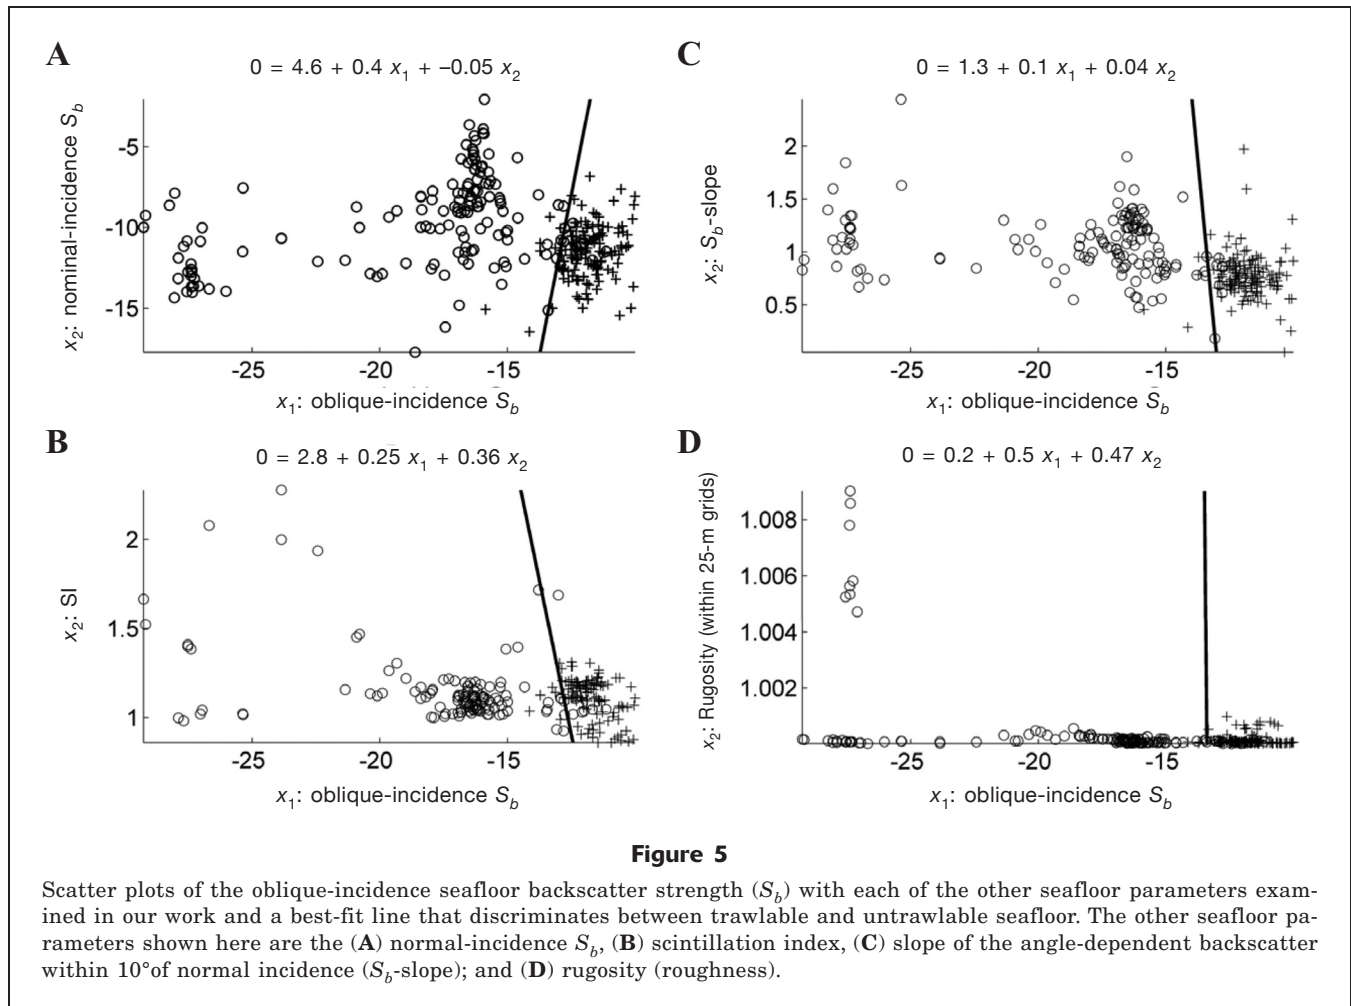 A
0 = 4.6 + 0.4 x1 + –0.05 x2
x2: nominal-incidence Sb
-5
-10
-15
-25 -20 -15
x1: oblique-incidence Sb
C
0 = 1.3 + 0.1 x1 + 0.04 x2
x2: Sb-slope
2
1.5
1
0.5
-25 -20 -15
x1: oblique-incidence Sb
B
0 = 2.8 + 0.25 x1 + 0.36 x2
x2: SI
2
1.5
1
-25 -20 -15
x1: oblique-incidence Sb
D
0 = 0.2 + 0.5 x1 + 0.47 x2
x2: Rugosity (within 25-m grids)
1.008
1.006
1.004
1.002
-25 -20 -15
x1: oblique-incidence Sb
Figure 5
Scatter plots of the oblique-incidence seafloor backscatter strength (Sb) with each of the other seafloor parameters exam-
ined in our work and a best-fit line that discriminates between trawlable and untrawlable seafloor. The other seafloor pa-
rameters shown here are the (A) normal-incidence Sb, (B) scintillation index, (C) slope of the angle-dependent backscatter
within 10°of normal incidence (Sb-slope); and (D) rugosity (roughness).